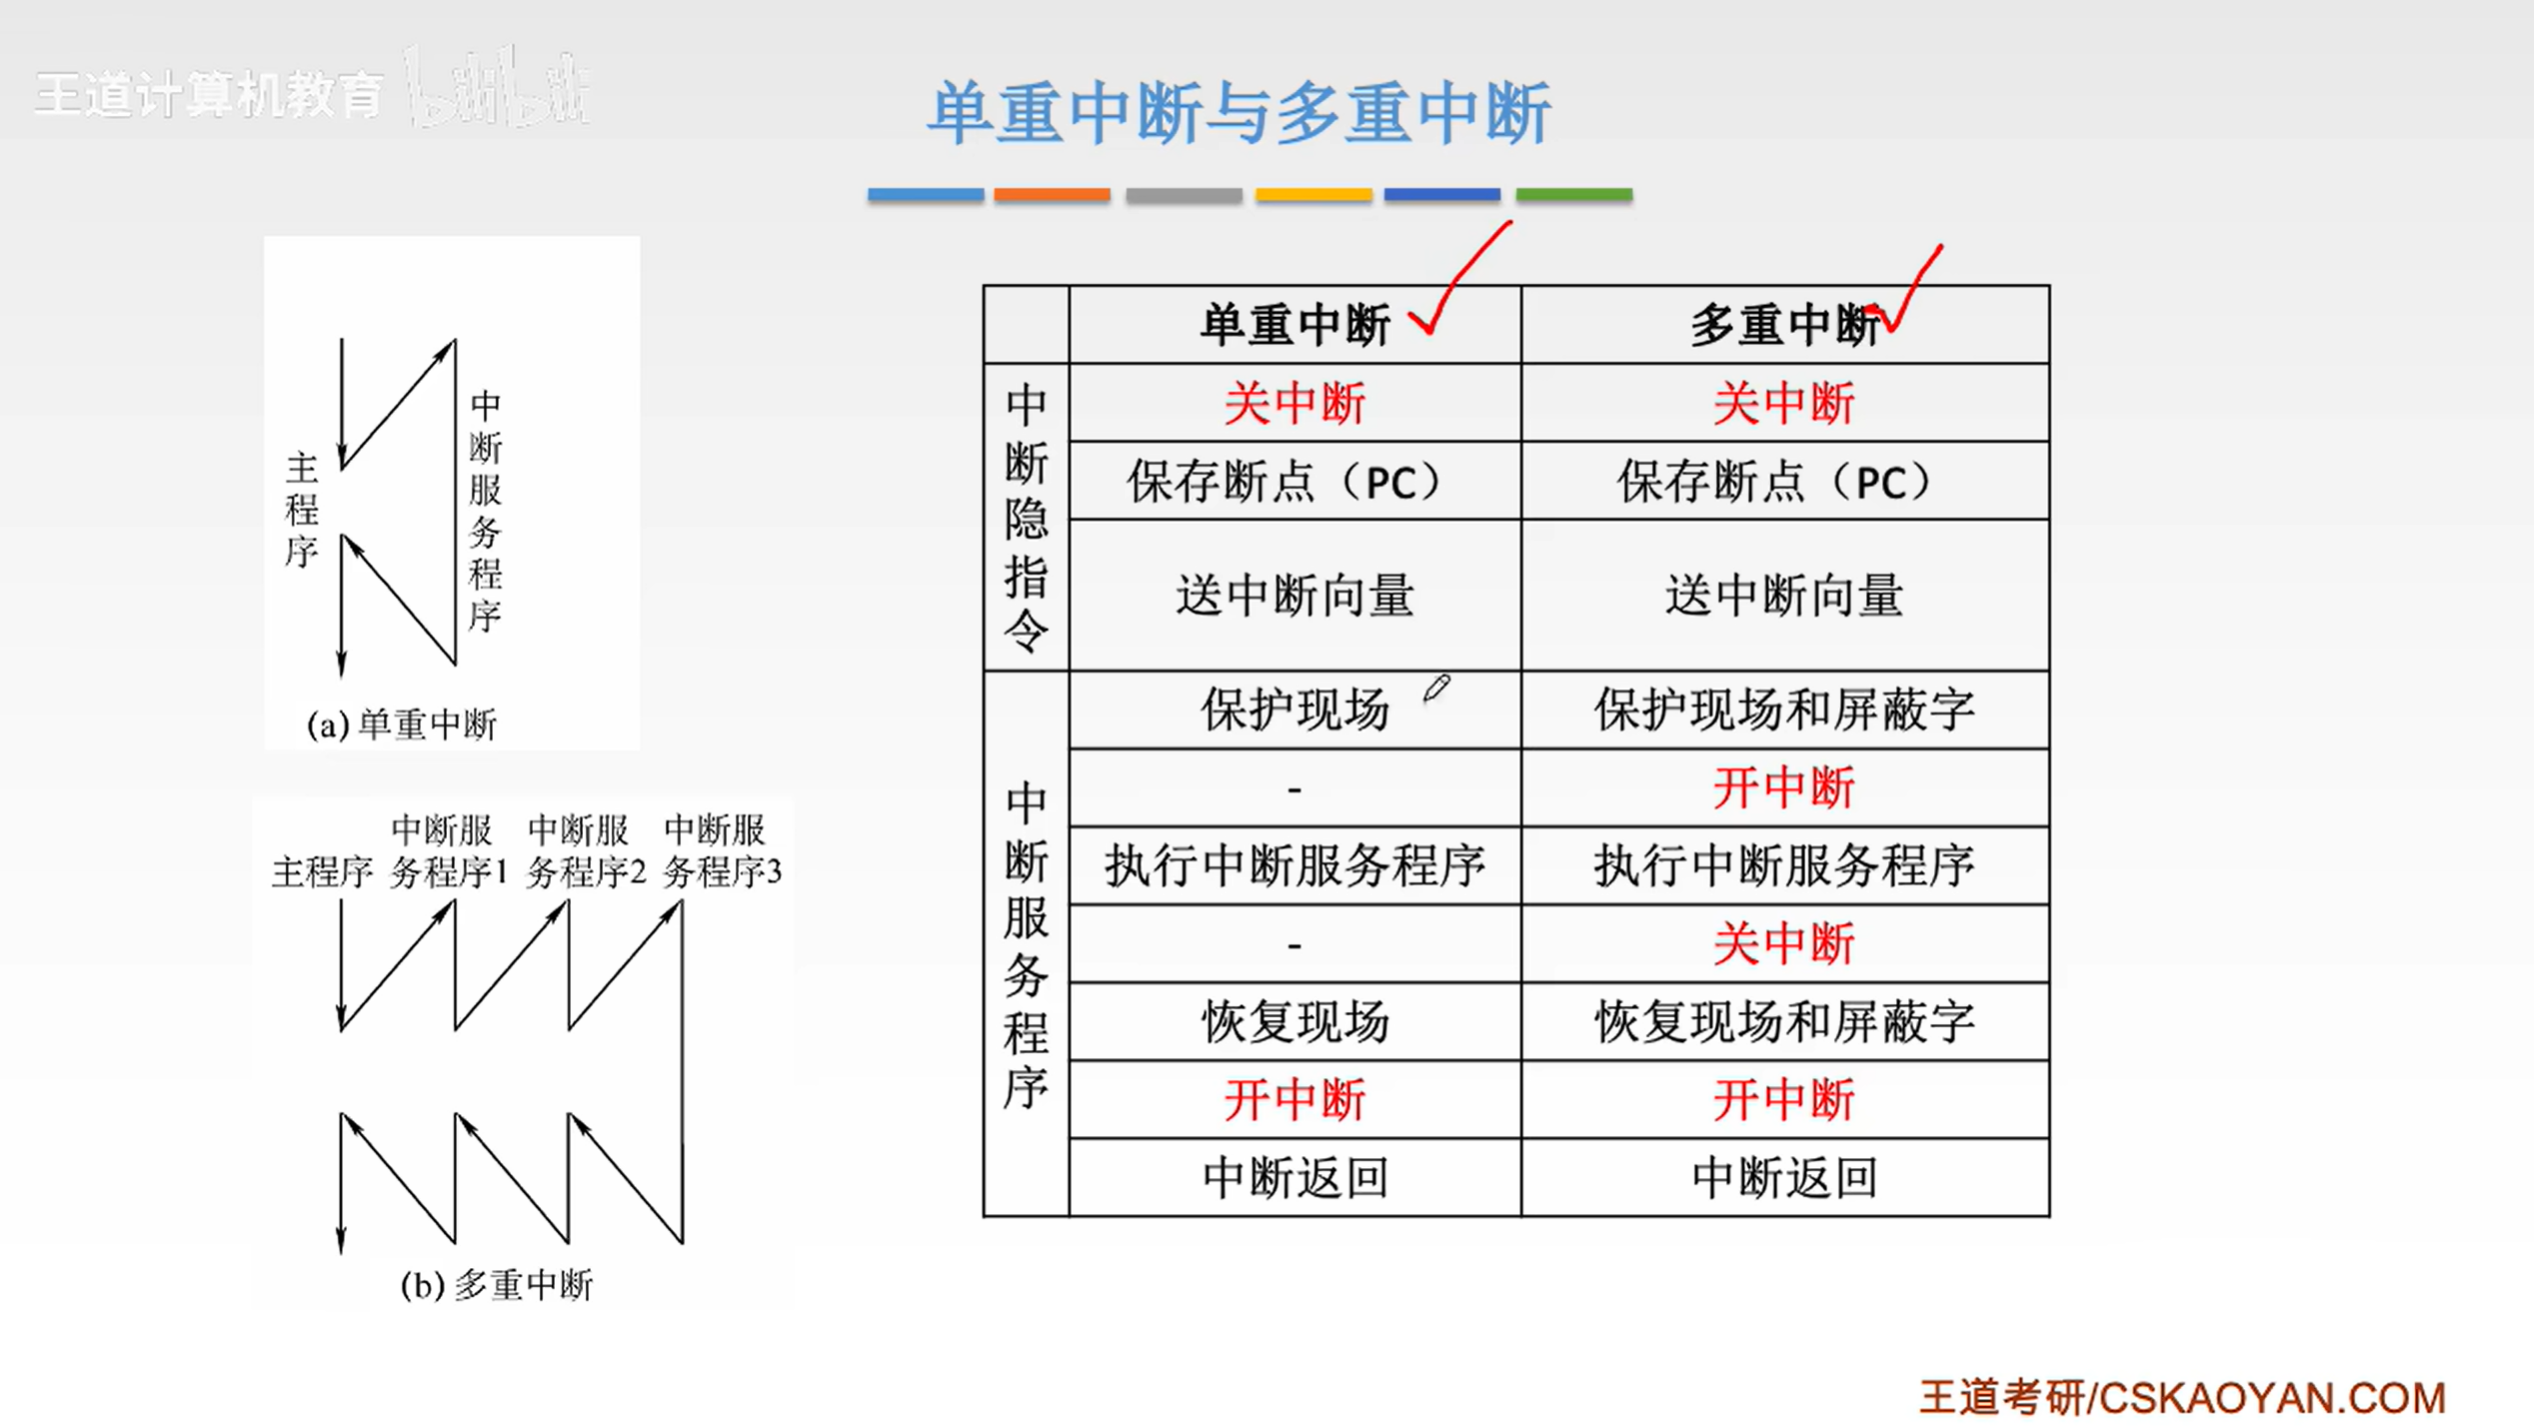 王道计算机教育 bilibili
单重中断与多重中断
主程序
中断服务程序
(a) 单重中断
主程序 中断服务程序1 中断服务程序2 中断服务程序3
(b) 多重中断
单重中断 多重中断
中断隐指令
关中断 关中断
保存断点（PC） 保存断点（PC）
送中断向量 送中断向量
中断服务程序
保护现场 保护现场和屏蔽字
- 开中断
执行中断服务程序 执行中断服务程序
- 关中断
恢复现场 恢复现场和屏蔽字
开中断 开中断
中断返回 中断返回
王道考研/CSKAOYAN.COM